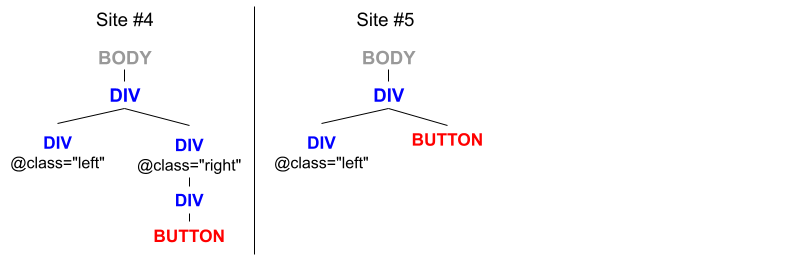 Site #4
BODY
DIV
DIV
@class="left"
DIV
@class="right"
DIV
BUTTON
Site #5
BODY
DIV
DIV
@class="left"
BUTTON